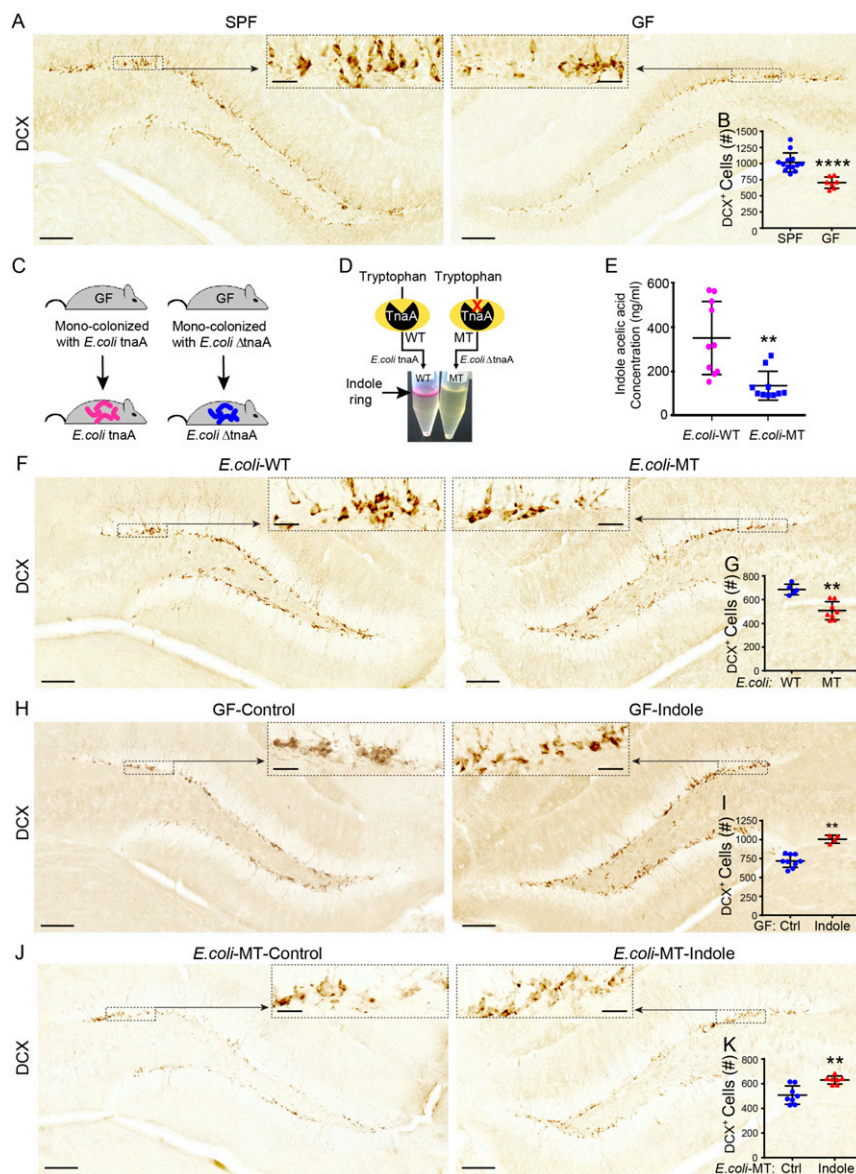 A
SPF
GF
DCX
B
DCX+ Cells (#)
1500
1250
1000
750
500
250
0
****
SPF GF
C
GF
GF
Mono-colonized
with E.coli tnaA
Mono-colonized
with E.coli ΔtnaA
E.coli tnaA
E.coli ΔtnaA
D
Tryptophan
Tryptophan
TnaA
TnaA
X
WT
MT
E.coli tnaA
E.coli ΔtnaA
Indole
ring
WT
MT
E
Indole acelic acid
Concentration (ng/ml)
600
400
200
0
**
E.coli-WT E.coli-MT
F
E.coli-WT
E.coli-MT
DCX
G
DCX+ Cells (#)
800
600
400
200
0
**
E.coli: WT MT
H
GF-Control
GF-Indole
DCX
I
DCX+ Cells (#)
1250
1000
750
500
250
0
**
GF: Ctrl Indole
J
E.coli-MT-Control
E.coli-MT-Indole
DCX
K
DCX+ Cells (#)
800
600
400
200
0
**
E.coli-MT: Ctrl Indole